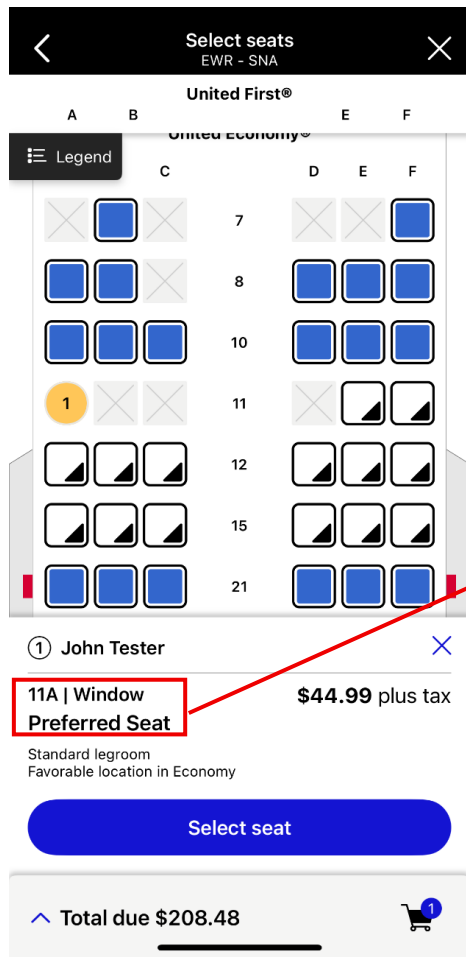 Select seats
EWR - SNA
United First®
A B E F
United Economy®
Legend
C D E F
7
8
10
1 11
12
15
21
1 John Tester
11A | Window
$44.99 plus tax
Preferred Seat
Standard legroom
Favorable location in Economy
Select seat
Total due $208.48
1